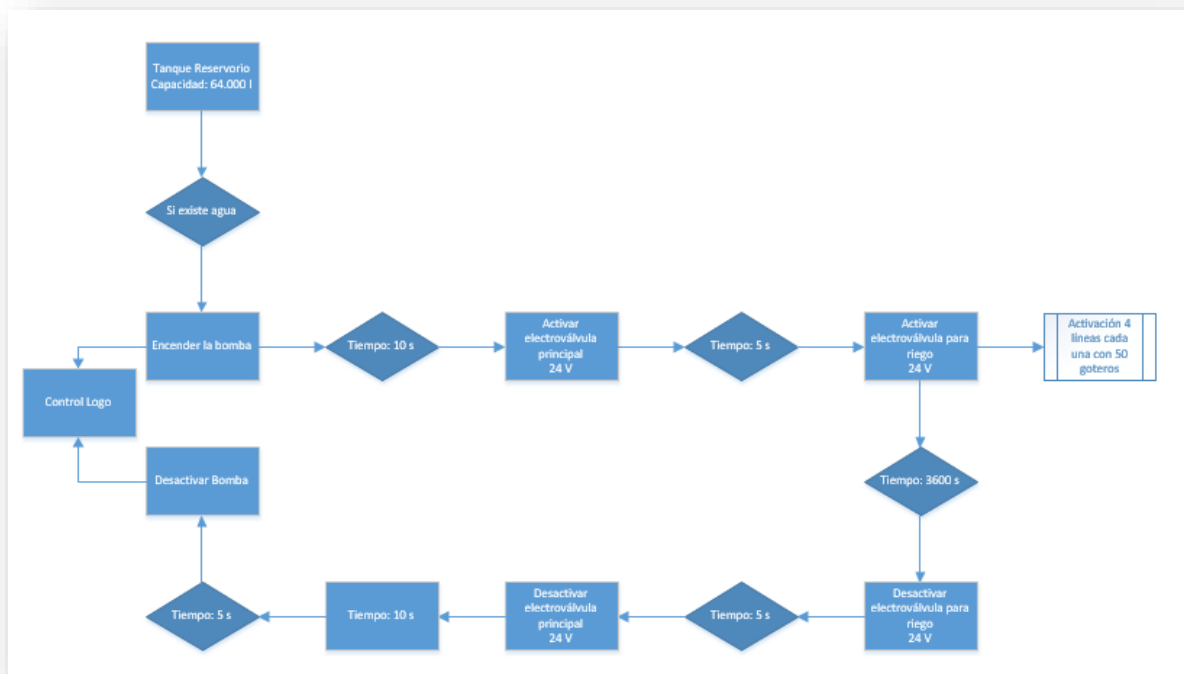 Tanque Reservorio
Capacidad: 64.000 l
Si existe agua
Encender la bomba
Tiempo: 10 s
Activar
electroválvula
principal
24 V
Tiempo: 5 s
Activar
electroválvula para
riego
24 V
Activación 4
líneas cada
una con 50
goteros
Control Logo
Desactivar Bomba
Tiempo: 3600 s
Tiempo: 5 s
Tiempo: 10 s
Desactivar
electroválvula
principal
24 V
Tiempo: 5 s
Desactivar
electroválvula para
riego
24 V